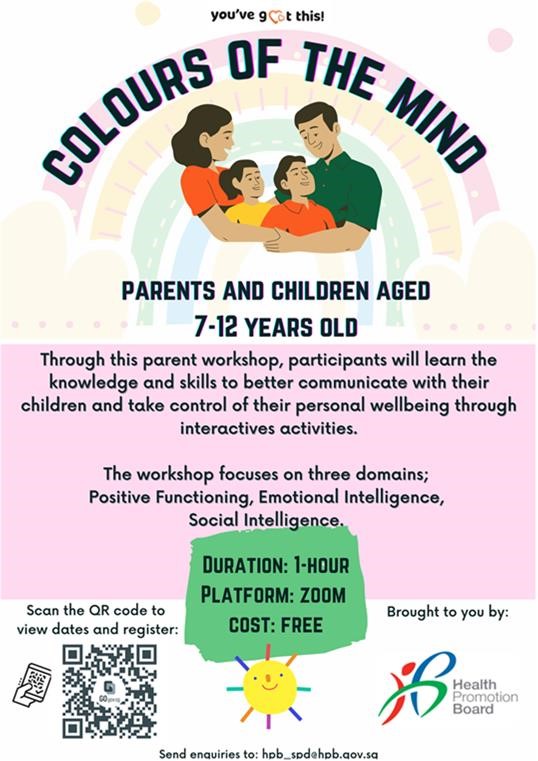 you've g t this!
COLOURS OF THE MIND
PARENTS AND CHILDREN AGED
7-12 YEARS OLD
Through this parent workshop, participants will learn the
knowledge and skills to better communicate with their
children and take control of their personal wellbeing through
interactives activities.
The workshop focuses on three domains;
Positive Functioning, Emotional Intelligence,
Social Intelligence.
DURATION: 1-HOUR
PLATFORM: ZOOM
COST: FREE
Scan the QR code to
view dates and register:
Brought to you by:
GO.gov.sg
Health
Promotion
Board
Send enquiries to: hpb_spd@hpb.gov.sg